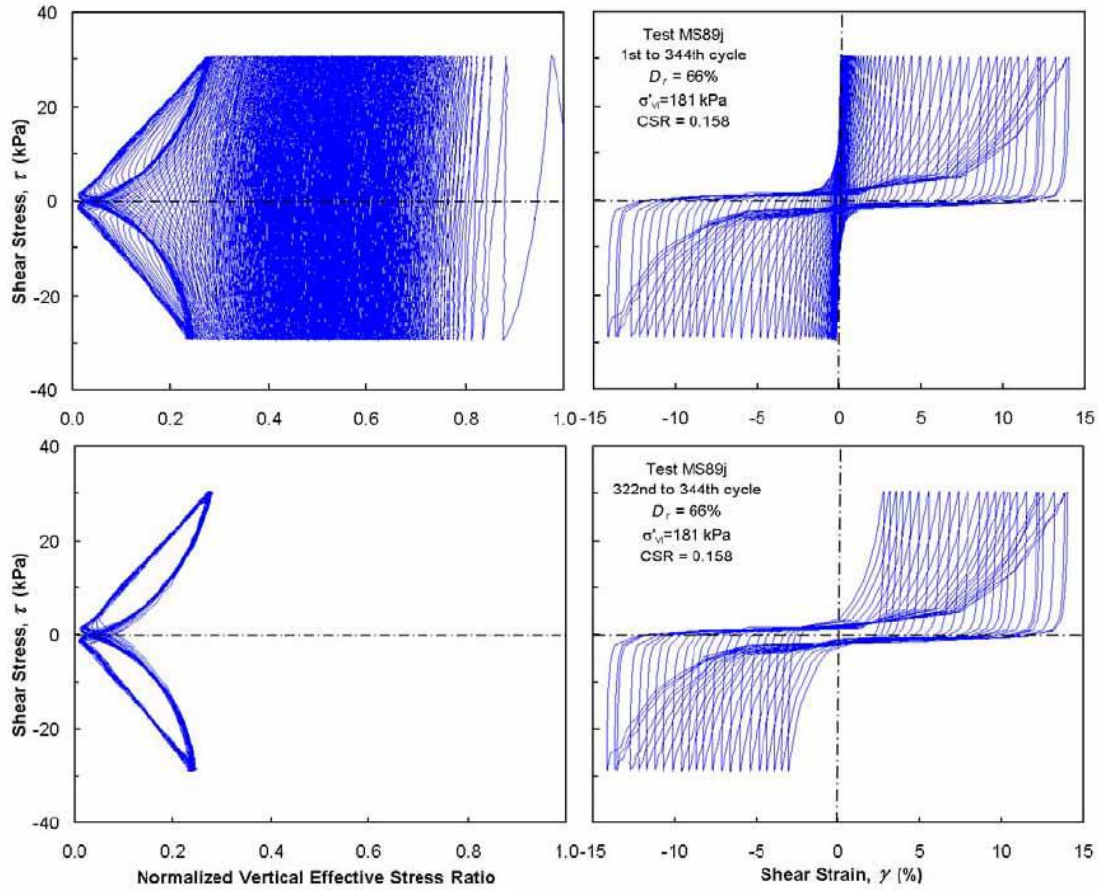 40
20
0
-20
-40
Shear Stress, τ (kPa)
0.0 0.2 0.4 0.6 0.8 1.0
Test MS89j
1st to 344th cycle
Dr = 66%
σ'vi=181 kPa
CSR = 0.158
-15 -10 -5 0 5 10 15
40
20
0
-20
-40
Shear Stress, τ (kPa)
0.0 0.2 0.4 0.6 0.8 1.0
Normalized Vertical Effective Stress Ratio
Test MS89j
322nd to 344th cycle
Dr = 66%
σ'vi=181 kPa
CSR = 0.158
-15 -10 -5 0 5 10 15
Shear Strain, γ (%)